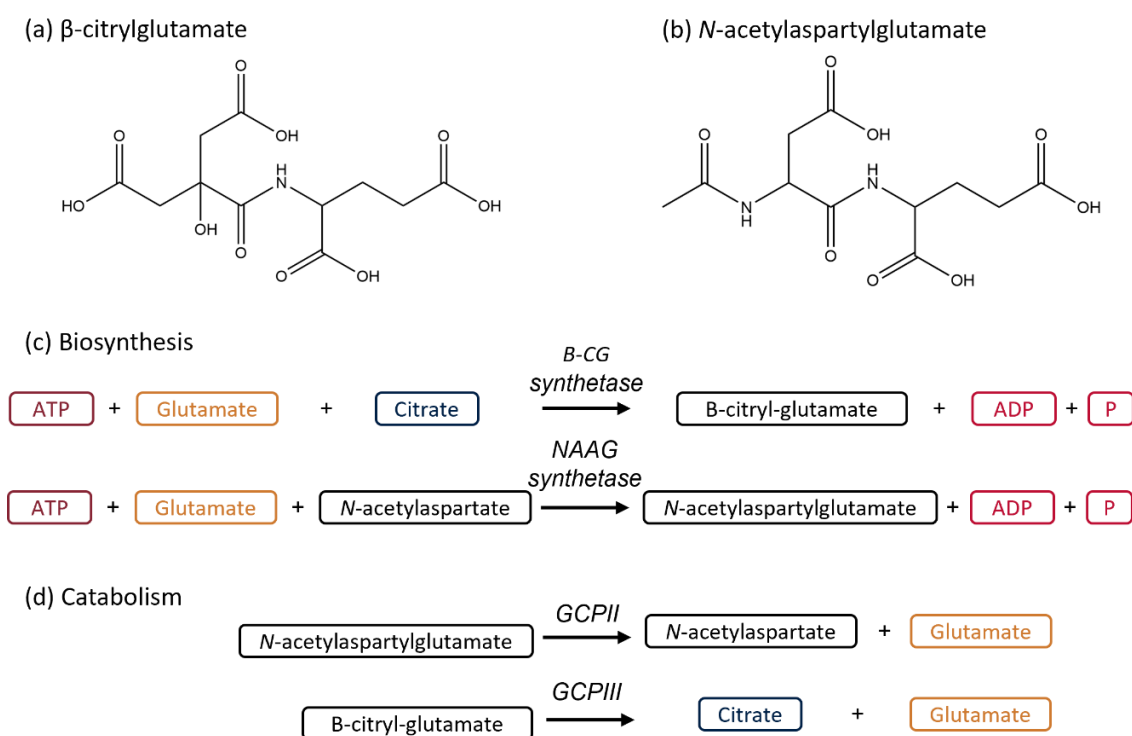 (a) β-citrylglutamate
(b) N-acetylaspartylglutamate
O
OH
O
HO
OH
O
H
N
O
OH
O
OH
O
OH
O
N
H
O
H
N
O
OH
O
OH
(c) Biosynthesis
B-CG
synthetase
ATP + Glutamate + Citrate B-citryl-glutamate + ADP + P
NAAG
synthetase
ATP + Glutamate + N-acetylaspartate N-acetylaspartylglutamate + ADP + P
(d) Catabolism
GCPII
N-acetylaspartylglutamate N-acetylaspartate + Glutamate
GCPIII
B-citryl-glutamate Citrate + Glutamate